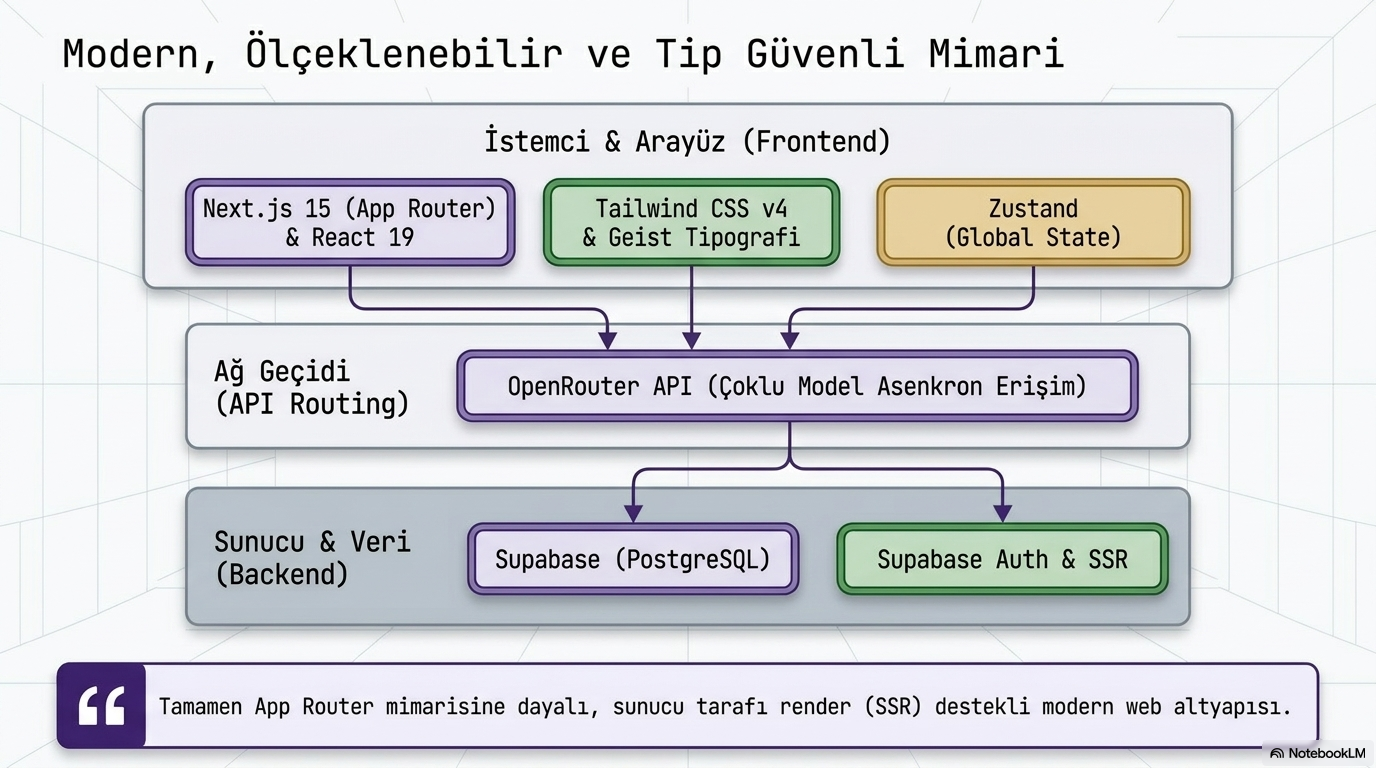 Modern, Ölçeklenebilir ve Tip Güvenli Mimari
İstemci & Arayüz (Frontend)
Next.js 15 (App Router)
& React 19
Tailwind CSS v4
& Geist Tipografi
Zustand
(Global State)
Ağ Geçidi
(API Routing)
OpenRouter API (Çoklu Model Asenkron Erişim)
Sunucu & Veri
(Backend)
Supabase (PostgreSQL)
Supabase Auth & SSR
Tamamen App Router mimarisine dayalı, sunucu tarafı render (SSR) destekli modern web altyapısı.
NotebookLM